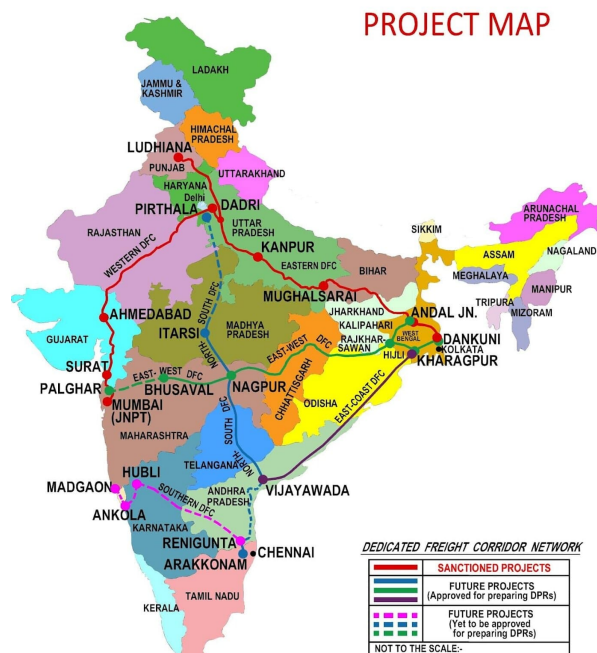 PROJECT MAP
LADAKH
JAMMU &
KASHMIR
HIMACHAL
PRADESH
LUDHIANA
PUNJAB
UTTARAKHAND
HARYANA
Delhi
PIRTHALA
DADRI
UTTAR
PRADESH
RAJASTHAN
WESTERN DFC
KANPUR
EASTERN DFC
BIHAR
MUGHALSARAI
SIKKIM
ARUNACHAL
PRADESH
ASSAM
NAGALAND
MEGHALAYA
MANIPUR
TRIPURA
MIZORAM
AHMEDABAD
GUJARAT
ITARSI
SOUTH DFC
NORTH-
MADHYA
PRADESH
JHARKHAND
KALIPAHARI
ANDAL JN.
RAJKHAR-
SAWAN
WEST
BENGAL
DANKUNI
KOLKATA
HIJLI
KHARAGPUR
SURAT
PALGHAR
EAST- WEST DFC
BHUSAVAL
NAGPUR
EAST-WEST DFC
CHHATTISGARH
ODISHA
EAST-COAST DFC
MUMBAI
(JNPT)
MAHARASHTRA
SOUTH DFC
NORTH-
TELANGANA
HUBLI
MADGAON
ANKOLA
SOUTHERN DFC
KARNATAKA
ANDHRA
PRADESH
VIJAYAWADA
RENIGUNTA
CHENNAI
ARAKKONAM
TAMIL NADU
KERALA
DEDICATED FREIGHT CORRIDOR NETWORK
SANCTIONED PROJECTS
FUTURE PROJECTS
(Approved for preparing DPRs)
FUTURE PROJECTS
(Yet to be approved
for preparing DPRs)
NOT TO THE SCALE:-